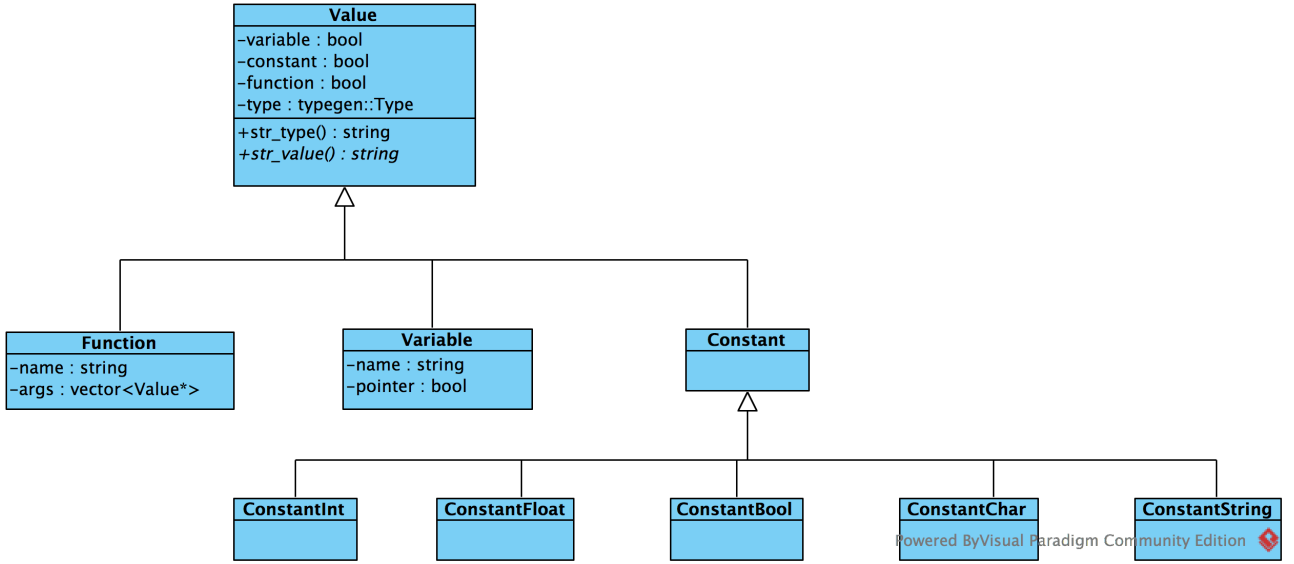 Value
-variable : bool
-constant : bool
-function : bool
-type : typegen::Type
+str_type() : string
+str_value() : string
Function
-name : string
-args : vector<Value*>
Variable
-name : string
-pointer : bool
Constant
ConstantInt
ConstantFloat
ConstantBool
ConstantChar
ConstantString
Powered ByVisual Paradigm Community Edition